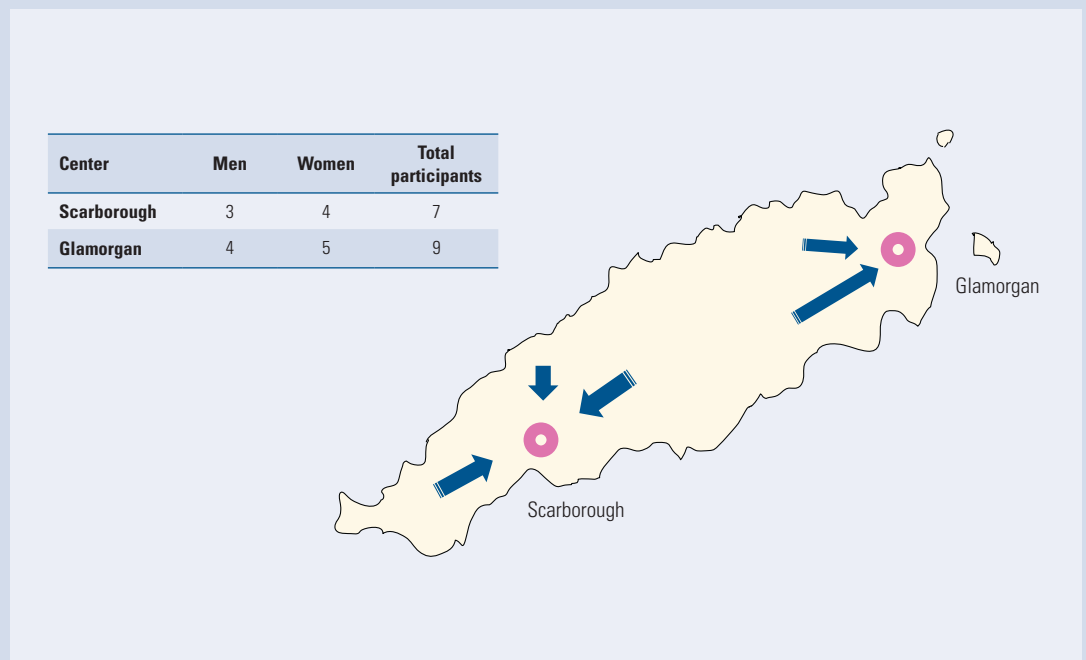 Center Men Women Total participants
Scarborough 3 4 7
Glamorgan 4 5 9
Glamorgan
Scarborough